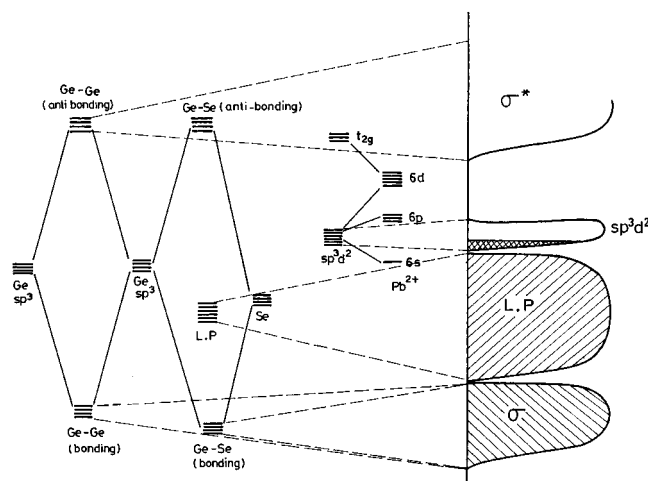 Ge-Ge
(anti bonding)
Ge-Se (anti-bonding)
σ*
t2g
6d
6p
sp³d²
sp³d²
6s
Pb²⁺
Ge
sp³
Ge
sp³
Se
L.P
L.P
Ge-Ge
(bonding)
Ge-Se
(bonding)
σ